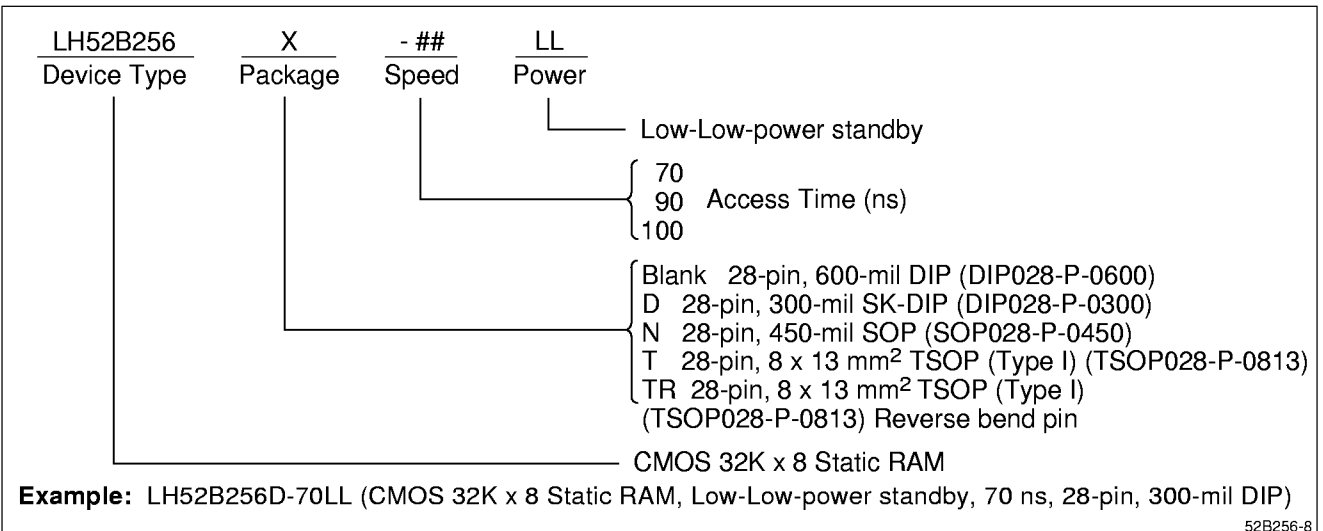 LH52B256 X - ## LL
Device Type Package Speed Power
Low-Low-power standby
70
90 Access Time (ns)
100
Blank 28-pin, 600-mil DIP (DIP028-P-0600)
D 28-pin, 300-mil SK-DIP (DIP028-P-0300)
N 28-pin, 450-mil SOP (SOP028-P-0450)
T 28-pin, 8 x 13 mm² TSOP (Type I) (TSOP028-P-0813)
TR 28-pin, 8 x 13 mm² TSOP (Type I)
(TSOP028-P-0813) Reverse bend pin
CMOS 32K x 8 Static RAM
Example: LH52B256D-70LL (CMOS 32K x 8 Static RAM, Low-Low-power standby, 70 ns, 28-pin, 300-mil DIP)
52B256-8